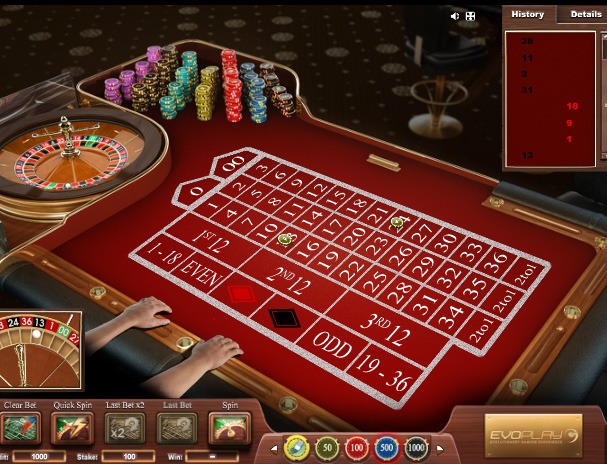 History Details
28
11
2
31
18
9
1
13
00 3 6 9 12 15 18 21 24 27 30 33 36 2to1
0 2 5 8 11 14 17 20 23 26 29 32 35 2to1
1 4 7 10 13 16 19 22 25 28 31 34 2to1
1ST 12 2ND 12 3RD 12
1-18 EVEN ODD 19-36
24 36 13 1 00 27
Clear Bet Quick Spin Last Bet x2 Last Bet Spin
x2
1000 Stake: 100 Win: -
50 100 500 1000
EVOPLAY